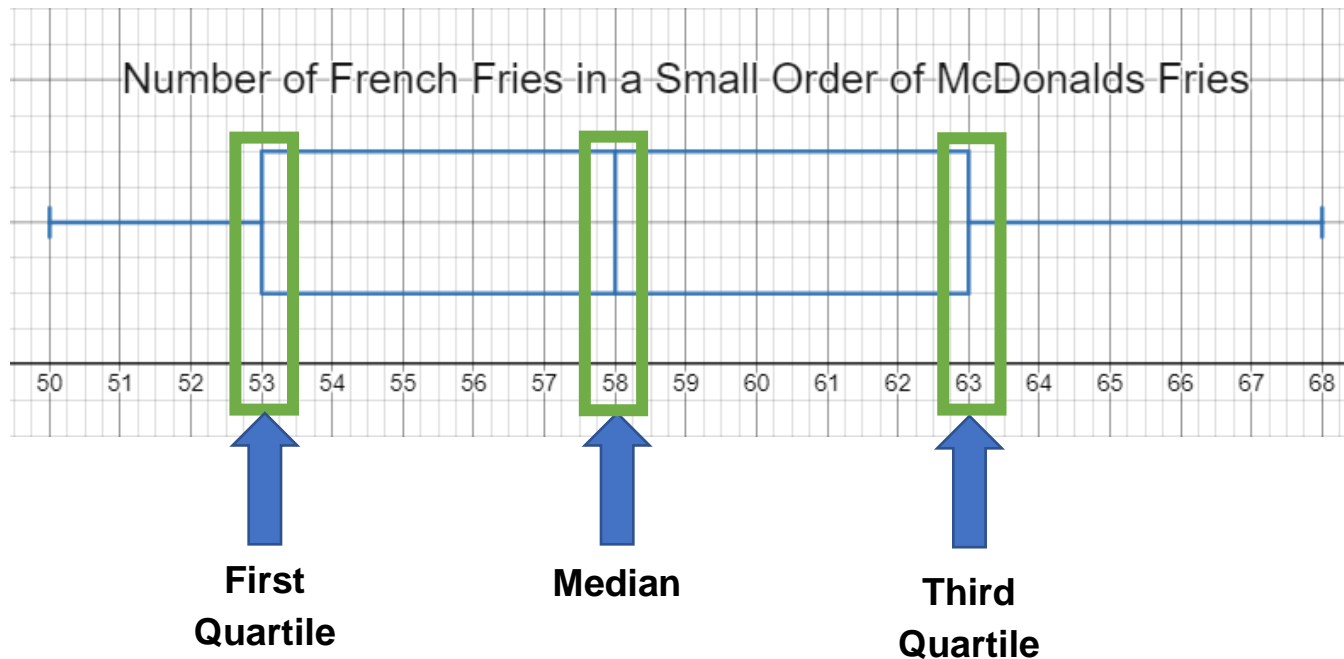 Number of French Fries in a Small Order of McDonalds Fries
50 51 52 53 54 55 56 57 58 59 60 61 62 63 64 65 66 67 68
First
Quartile
Median
Third
Quartile